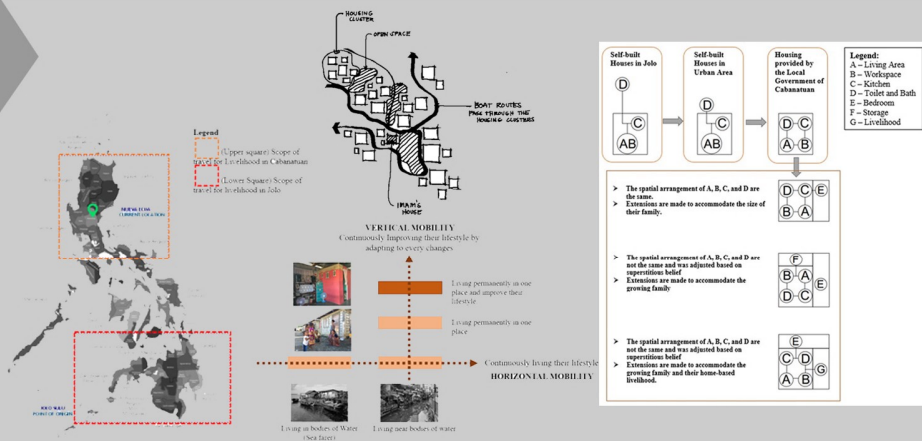 HOUSING
CLUSTER
OPEN SPACE
BOAT ROUTES
PASS THROUGH THE
HOUSING CLUSTERS
IMAM'S
HOUSE
Legend
(Upper square) Scope of
travel for Livelihood in Cabanatuan
(Lower Square) Scope of
travel for livelihood in Jolo
NUEVA ECIJA
CURRENT LOCATION
JOLO SULU
POINT OF ORIGIN
VERTICAL MOBILITY
Continuously Improving their lifestyle by
adapting to every changes
Living permanently in one
place and improve their
lifestyle
Living permanently in one
place
Continuously living their lifestyle
HORIZONTAL MOBILITY
Living in bodies of Water
(Sea farer)
Living near bodies of water
Self-built
Houses in Jolo
D
C
AB
Self-built
Houses in
Urban Area
D
C
AB
Housing
provided by
the Local
Government of
Cabanatuan
D C
A B
Legend:
A – Living Area
B – Workspace
C – Kitchen
D – Toilet and Bath
E – Bedroom
F – Storage
G – Livelihood
➢ The spatial arrangement of A, B, C, and D are
the same.
➢ Extensions are made to accommodate the size of
their family.
D C E
B A
➢ The spatial arrangement of A, B, C, and D are
not the same and was adjusted based on
superstitious belief
➢ Extensions are made to accommodate the
growing family
F
B A
E
D C
➢ The spatial arrangement of A, B, C, and D are
not the same and was adjusted based on
superstitious belief
➢ Extensions are made to accommodate the
growing family and their home-based
livelihood.
E
C D
G
A B